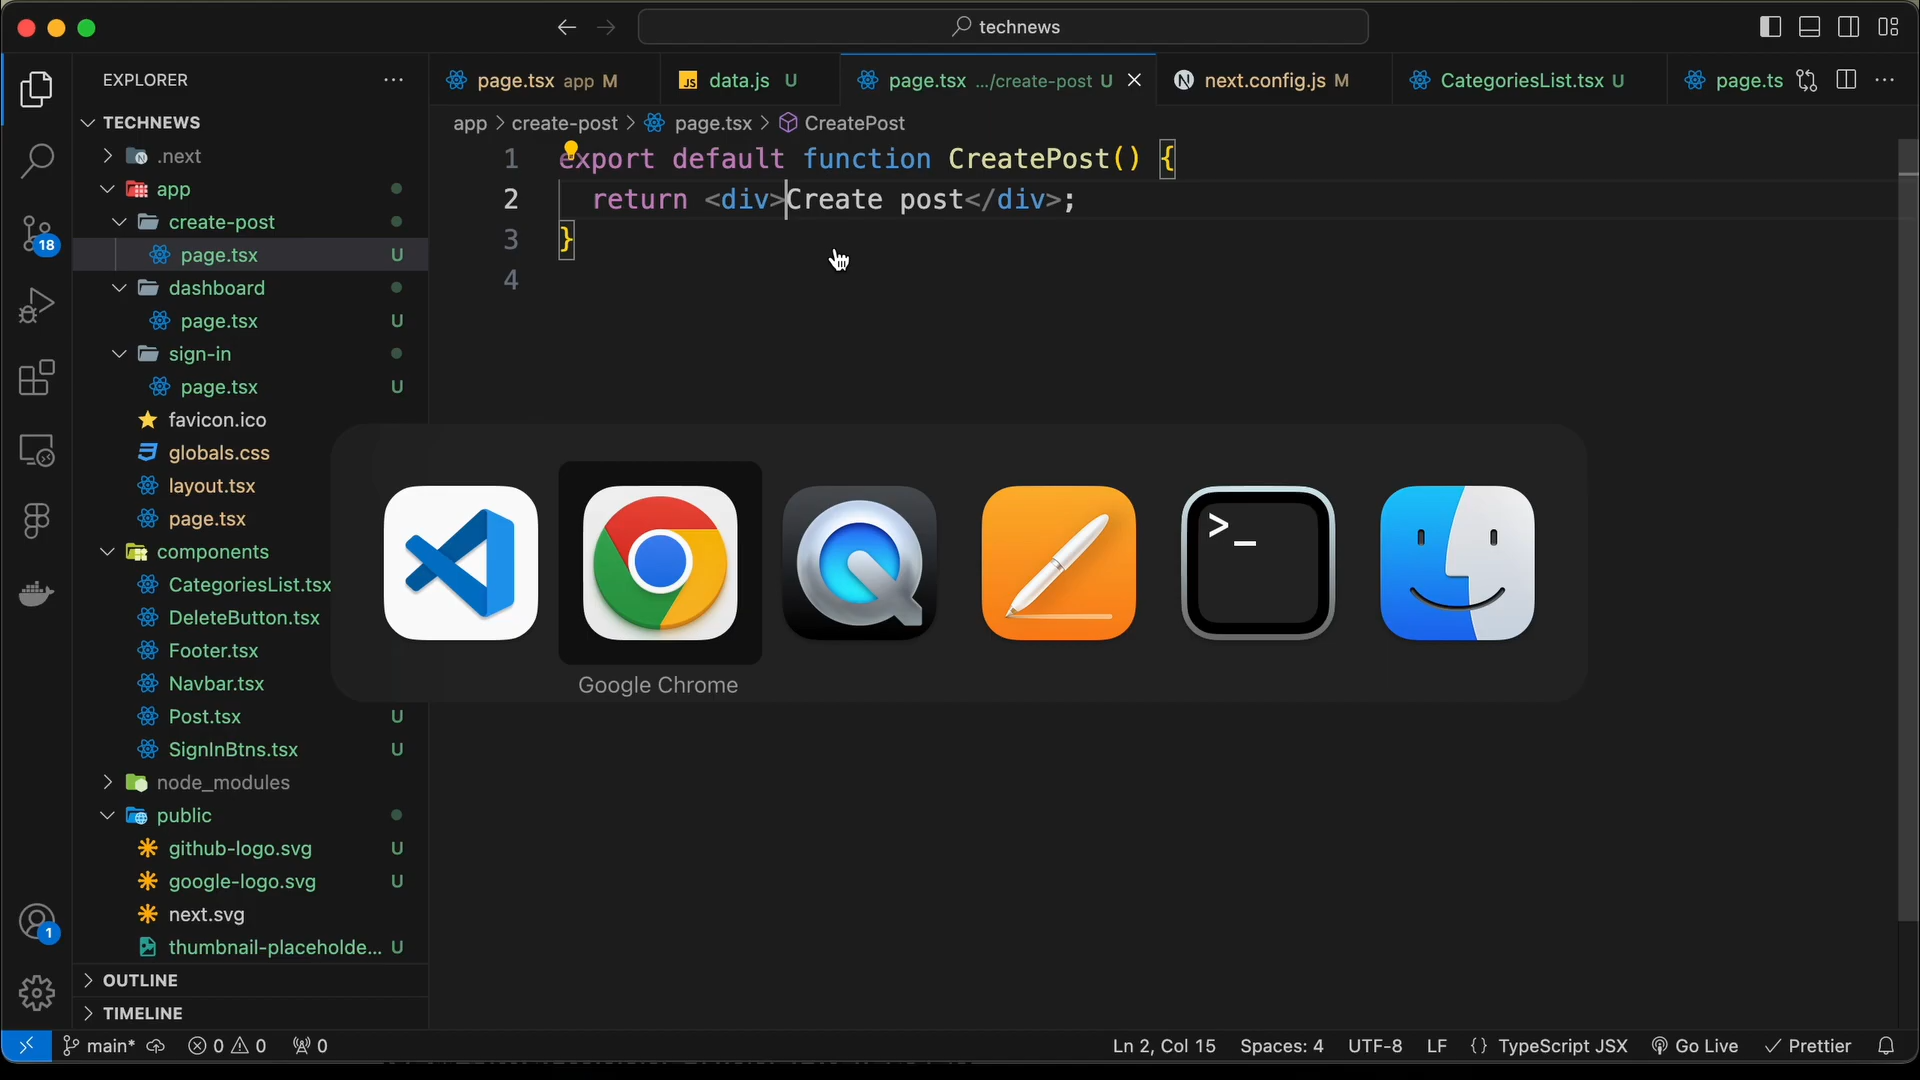 technews
EXPLORER
page.tsx app M
data.js U
page.tsx .../create-post U
next.config.js M
CategoriesList.tsx U
page.ts
app > create-post > page.tsx > CreatePost
TECHNEWS
.next
app
create-post
page.tsx U
dashboard
page.tsx U
sign-in
page.tsx U
favicon.ico
globals.css
layout.tsx
page.tsx
components
CategoriesList.tsx
DeleteButton.tsx
Footer.tsx
Navbar.tsx
Post.tsx U
SignInBtns.tsx U
node_modules
public
github-logo.svg U
google-logo.svg U
next.svg
thumbnail-placeholde... U
OUTLINE
TIMELINE
1 export default function CreatePost() {
2 return <div>Create post</div>;
3 }
4
>_
Google Chrome
18
1
main* 0 0 0
Ln 2, Col 15 Spaces: 4 UTF-8 LF {} TypeScript JSX Go Live Prettier